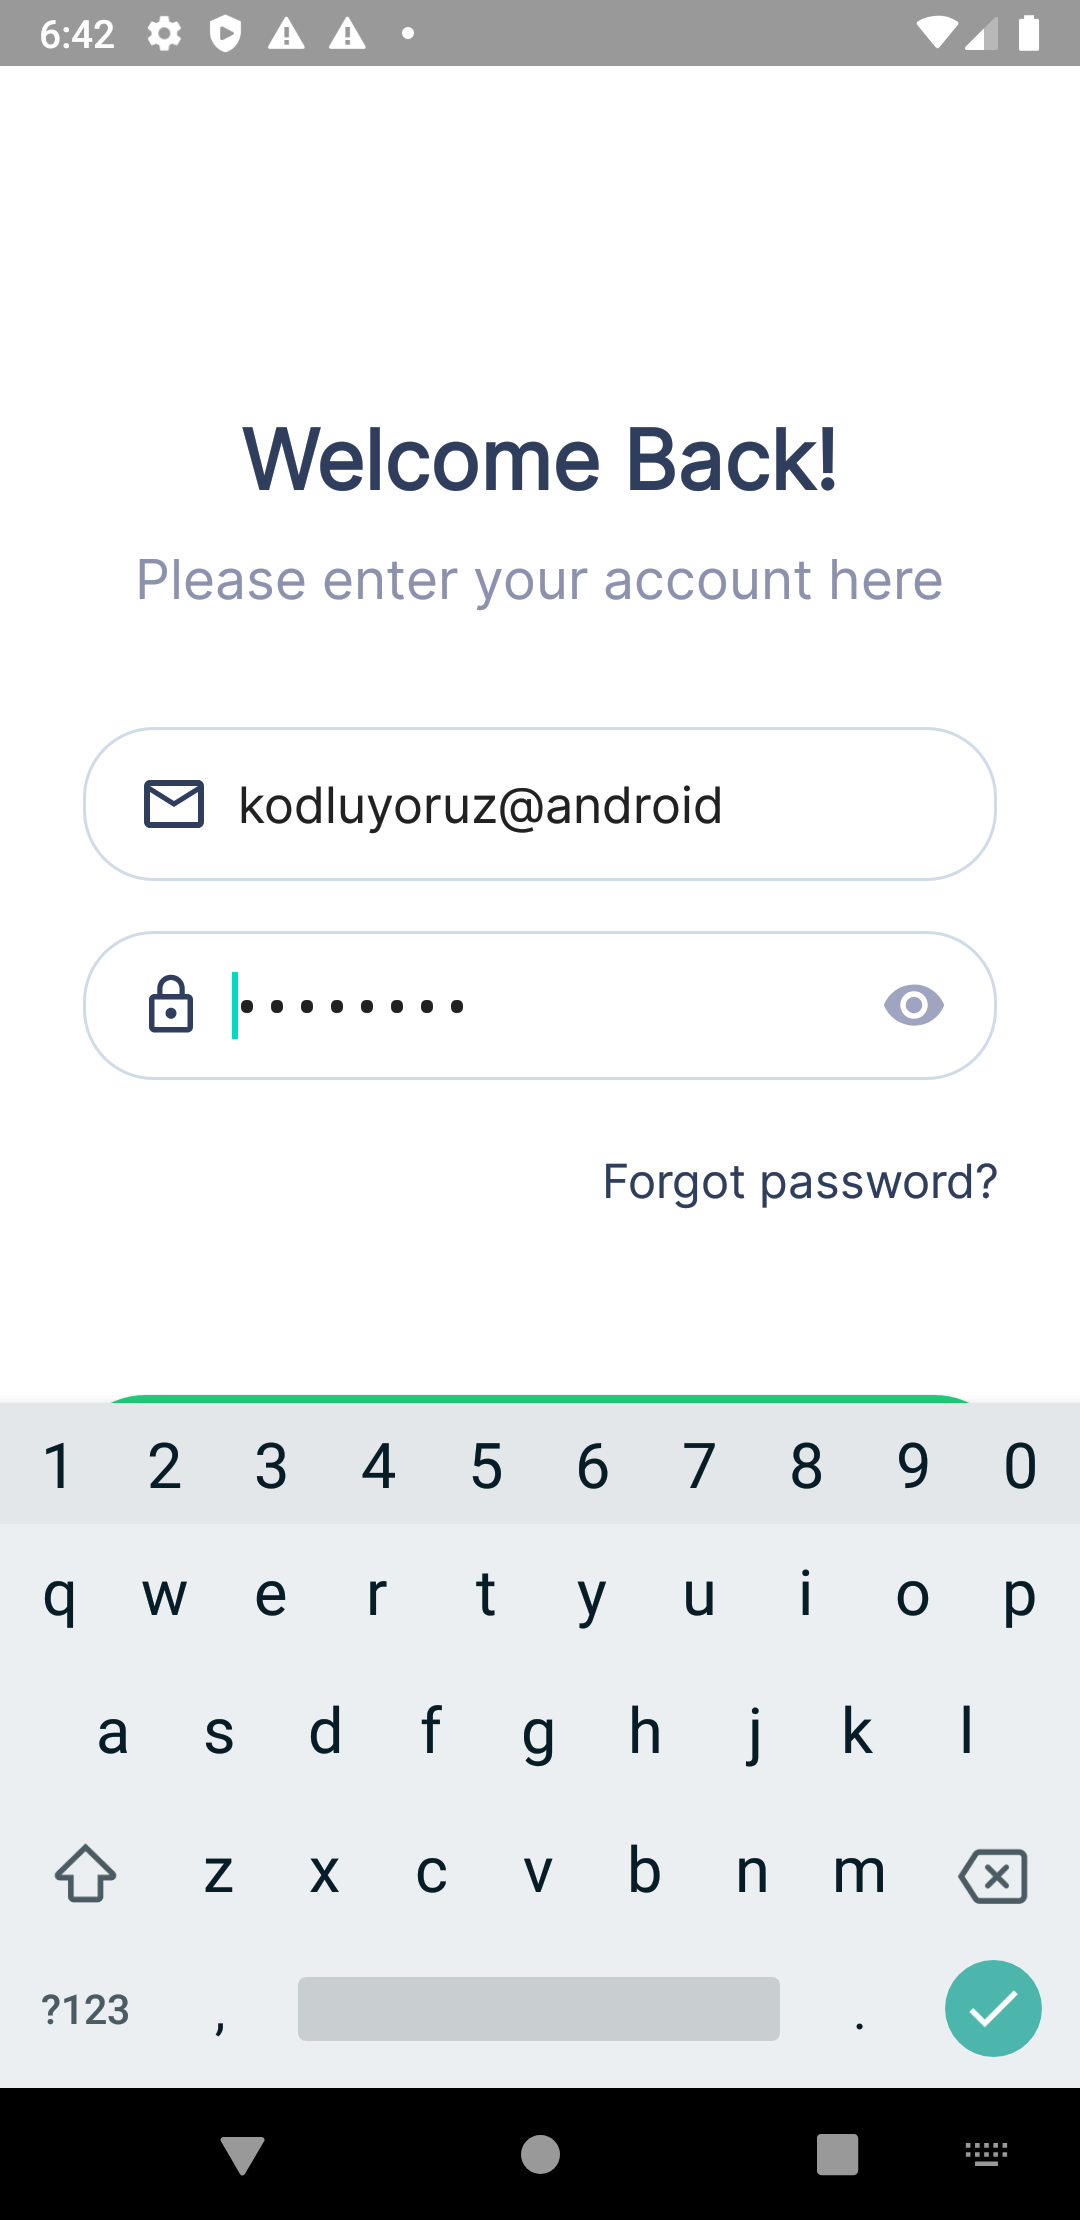 6:42
Welcome Back!
Please enter your account here
kodluyoruz@android
••••••••
Forgot password?
1 2 3 4 5 6 7 8 9 0
q w e r t y u i o p
a s d f g h j k l
z x c v b n m
?123 , .